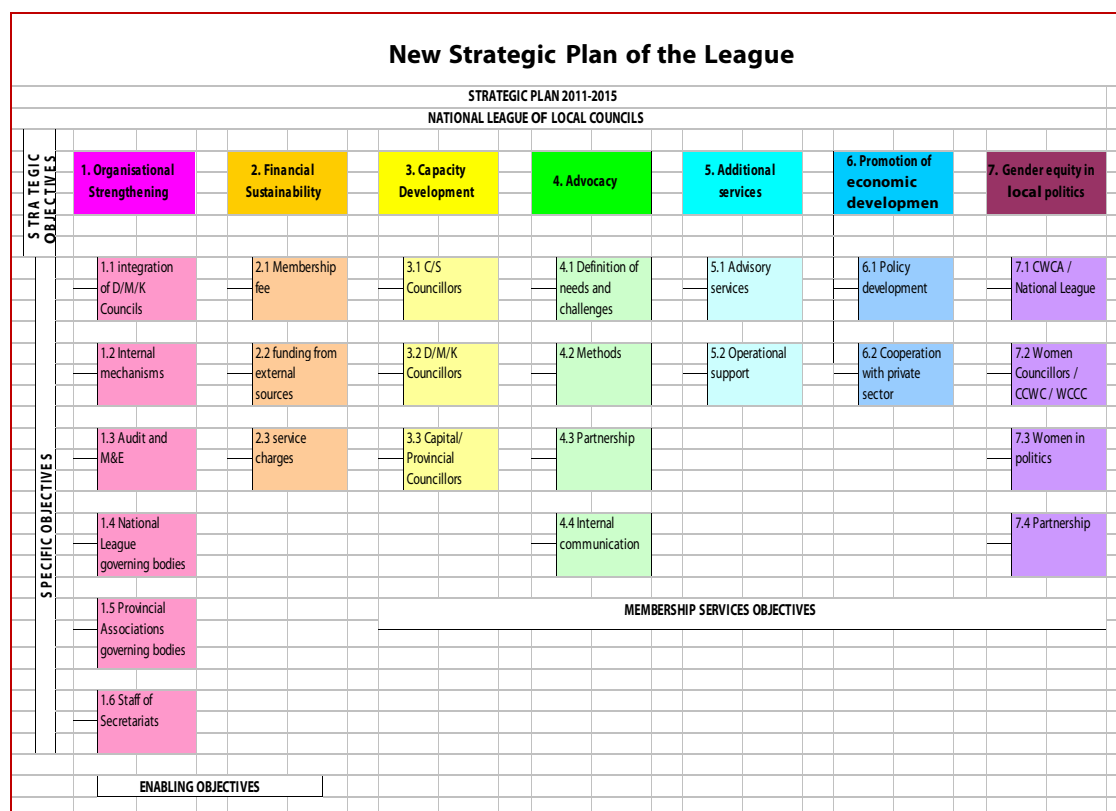 New Strategic Plan of the League
STRATEGIC PLAN 2011-2015
NATIONAL LEAGUE OF LOCAL COUNCILS
STRATEGIC
OBJECTIVES
1. Organisational
Strengthening
2. Financial
Sustainability
3. Capacity
Development
4. Advocacy
5. Additional
services
6. Promotion of
economic
developmen
7. Gender equity in
local politics
SPECIFIC OBJECTIVES
1.1 integration
of D/M/K
Councils
2.1 Membership
fee
3.1 C/S
Councillors
4.1 Definition of
needs and
challenges
5.1 Advisory
services
6.1 Policy
development
7.1 CWCA /
National League
1.2 Internal
mechanisms
2.2 funding from
external
sources
3.2 D/M/K
Councillors
4.2 Methods
5.2 Operational
support
6.2 Cooperation
with private
sector
7.2 Women
Councillors /
CCWC / WCCC
1.3 Audit and
M&E
2.3 service
charges
3.3 Capital/
Provincial
Councillors
4.3 Partnership
7.3 Women in
politics
1.4 National
League
governing bodies
4.4 Internal
communication
7.4 Partnership
1.5 Provincial
Associations
governing bodies
MEMBERSHIP SERVICES OBJECTIVES
1.6 Staff of
Secretariats
ENABLING OBJECTIVES